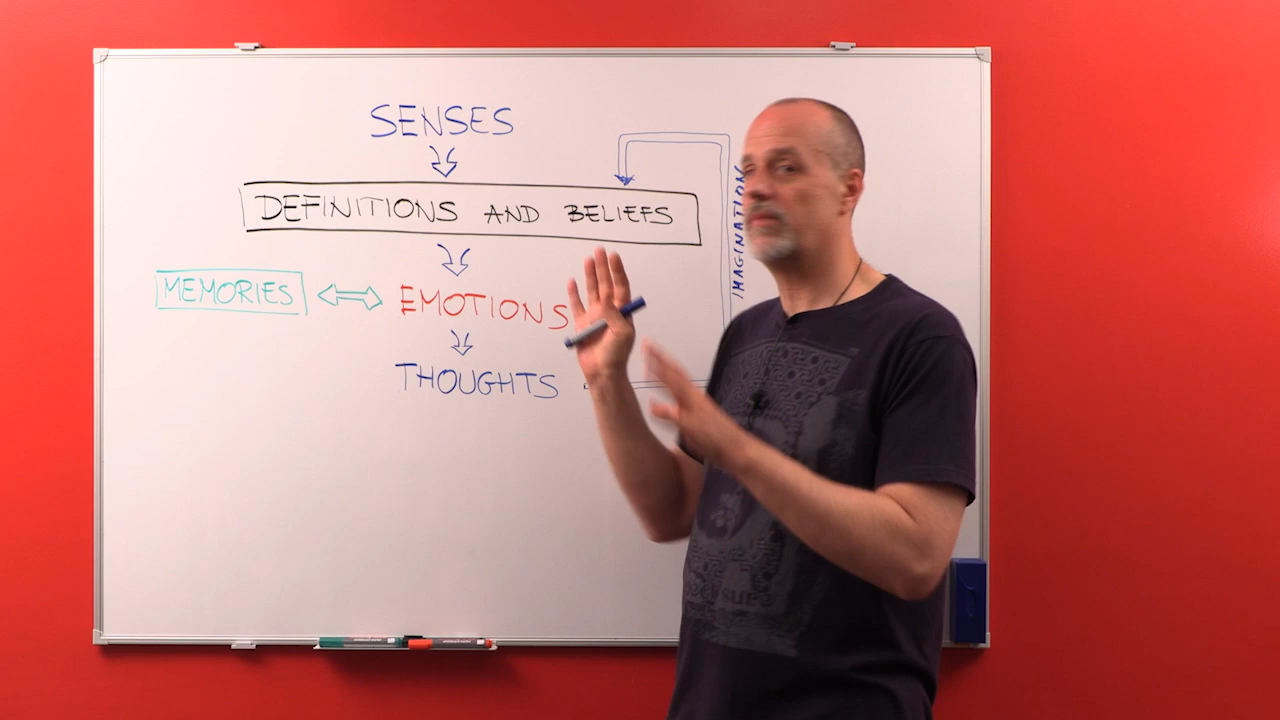 SENSES
DEFINITIONS AND BELIEFS
IMAGINATION
MEMORIES
EMOTIONS
THOUGHTS